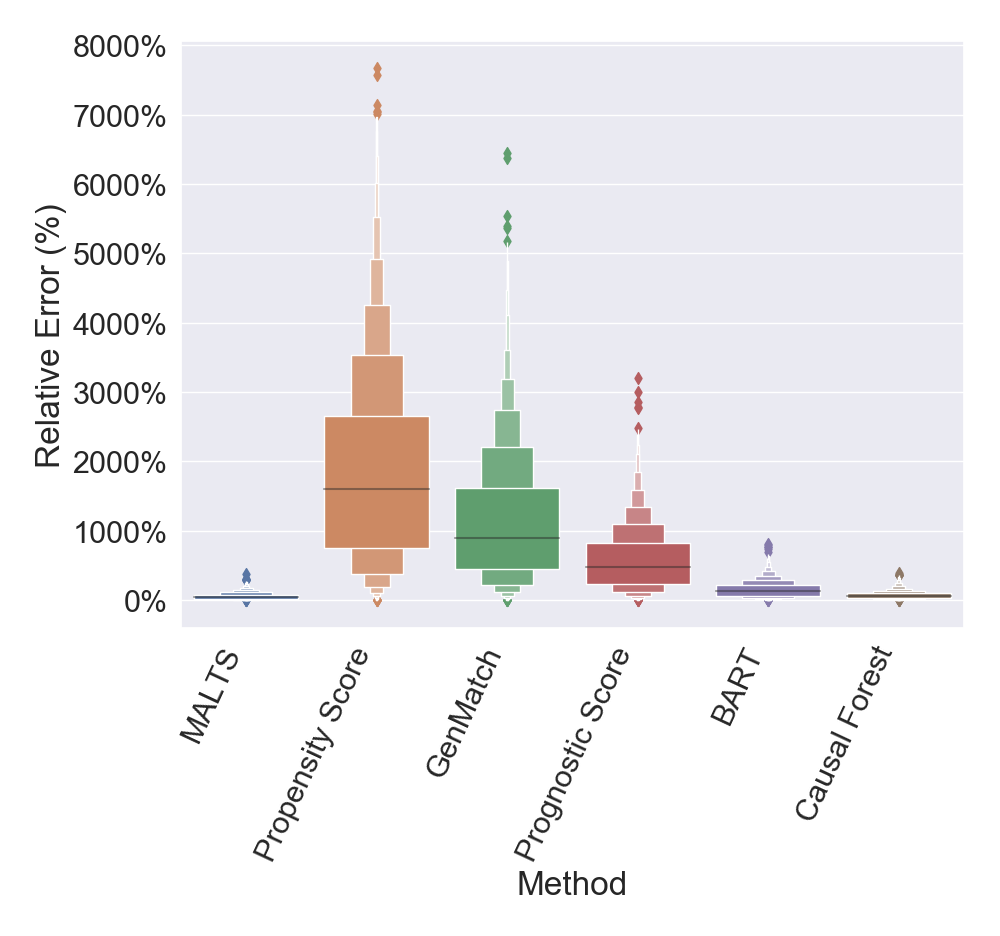 8000%
7000%
6000%
5000%
4000%
3000%
2000%
1000%
0%
Relative Error (%)
MALTS
Propensity Score
GenMatch
Prognostic Score
BART
Causal Forest
Method